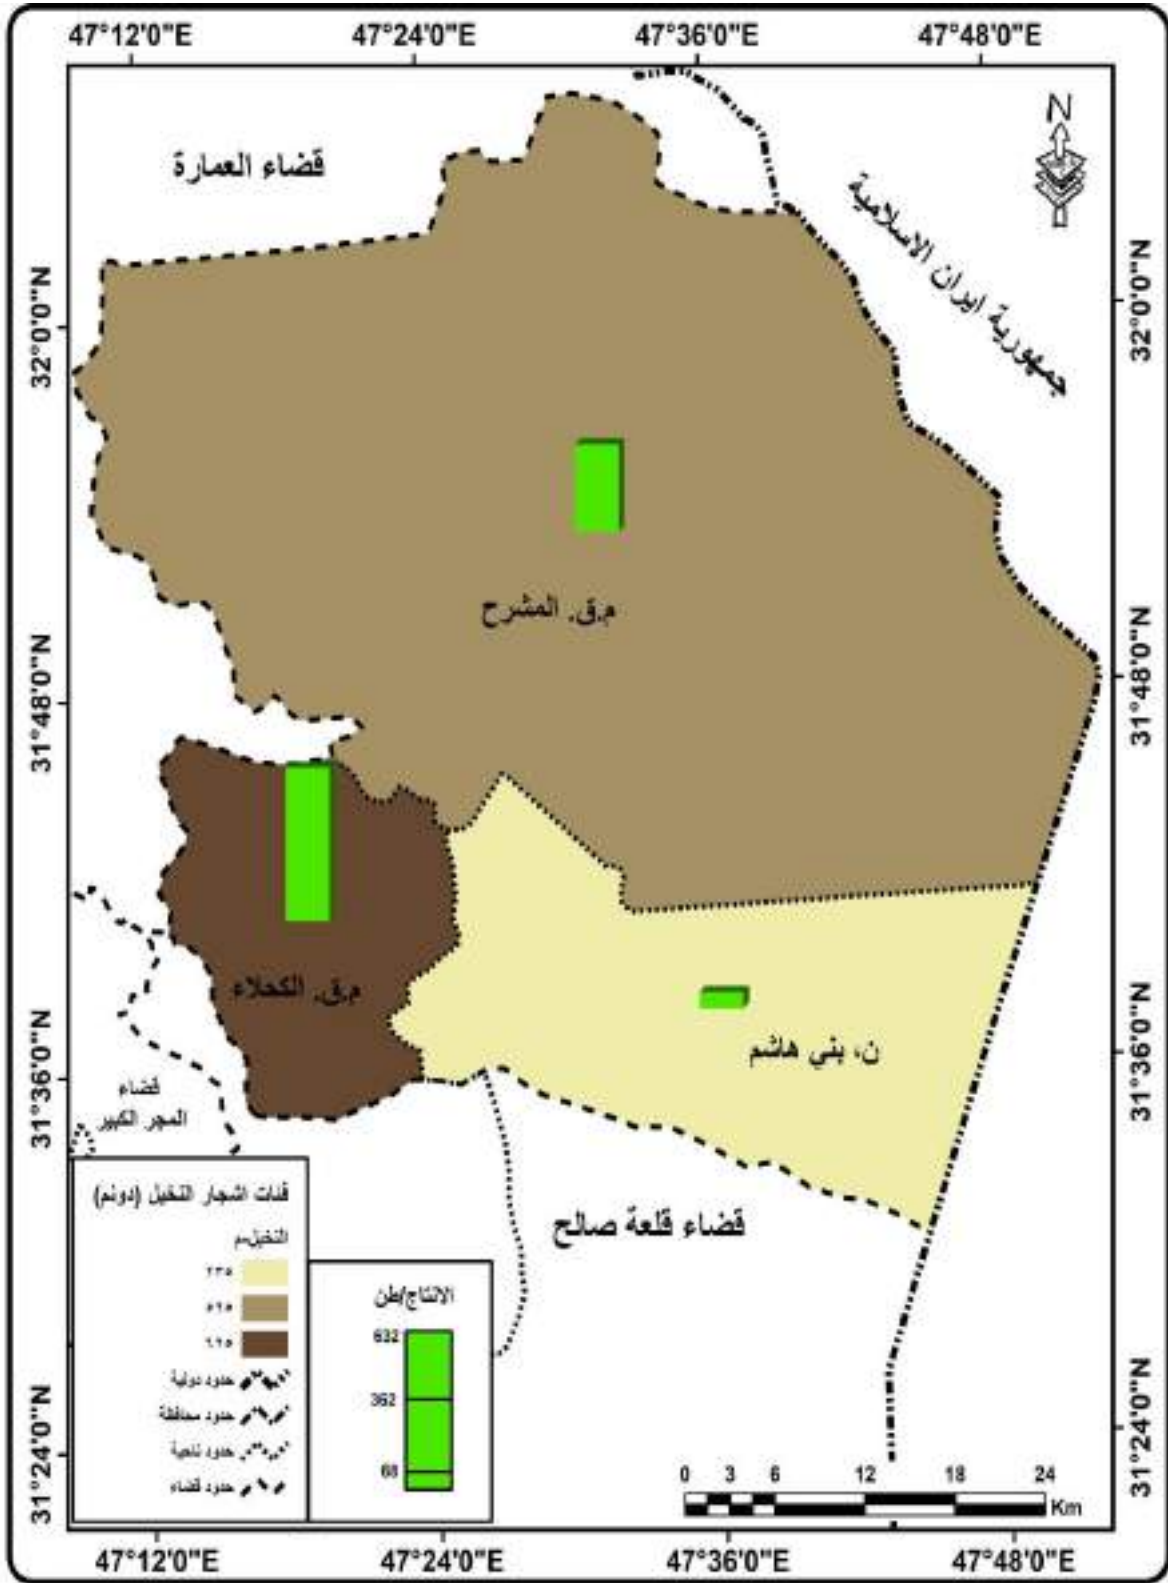 47°12'0"E 47°24'0"E 47°36'0"E 47°48'0"E
N
قضاء العمارة
جمهورية ايران الاسلامية
32°0'0"N 32°0'0"N
م.ق. المشرح
31°48'0"N 31°48'0"N
م.ق. الكحلاء
ن، بني هاشم
31°36'0"N 31°36'0"N
قضاء
المجر الكبير
قضاء قلعة صالح
فئات اشجار النخيل (دونم)
النخيل-م
٢٣٥
حدود دولية
حدود محافظة
حدود ناحية
حدود قضاء
الانتاج/طن
632
362
68
31°24'0"N 31°24'0"N
0 3 6 12 18 24
Km
47°12'0"E 47°24'0"E 47°36'0"E 47°48'0"E